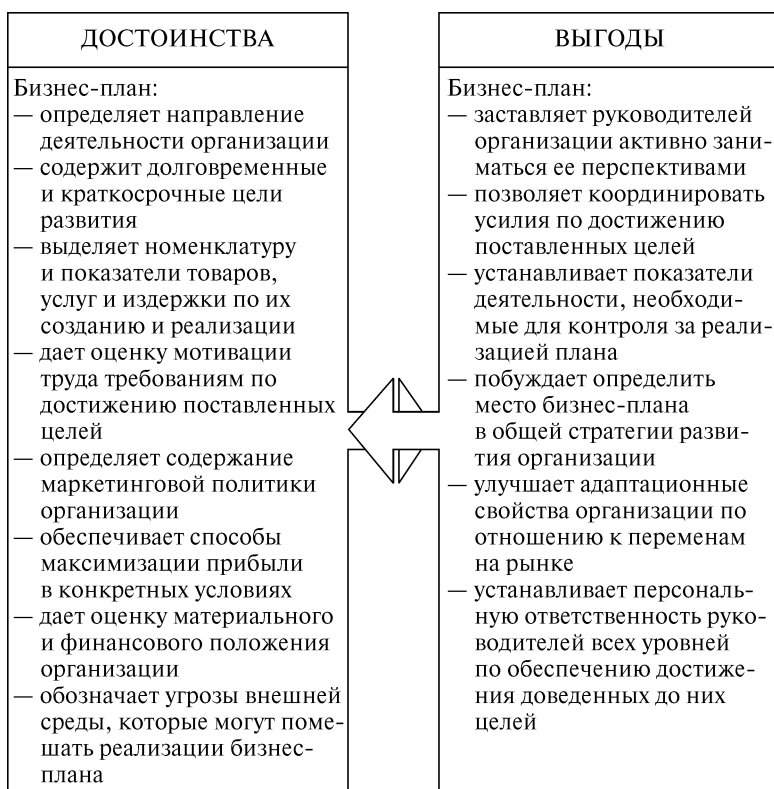 ДОСТОИНСТВА
Бизнес-план:
— определяет направление
деятельности организации
— содержит долговременные
и краткосрочные цели
развития
— выделяет номенклатуру
и показатели товаров,
услуг и издержки по их
созданию и реализации
— дает оценку мотивации
труда требованиям по
достижению поставленных
целей
— определяет содержание
маркетинговой политики
организации
— обеспечивает способы
максимизации прибыли
в конкретных условиях
— дает оценку материального
и финансового положения
организации
— обозначает угрозы внешней
среды, которые могут поме-
шать реализации бизнес-
плана
ВЫГОДЫ
Бизнес-план:
— заставляет руководителей
организации активно зани-
маться ее перспективами
— позволяет координировать
усилия по достижению
поставленных целей
— устанавливает показатели
деятельности, необходи-
мые для контроля за реали-
зацией плана
— побуждает определить
место бизнес-плана
в общей стратегии разви-
тия организации
— улучшает адаптационные
свойства организации по
отношению к переменам
на рынке
— устанавливает персональ-
ную ответственность руко-
водителей всех уровней
по обеспечению достиже-
ния доведенных до них
целей